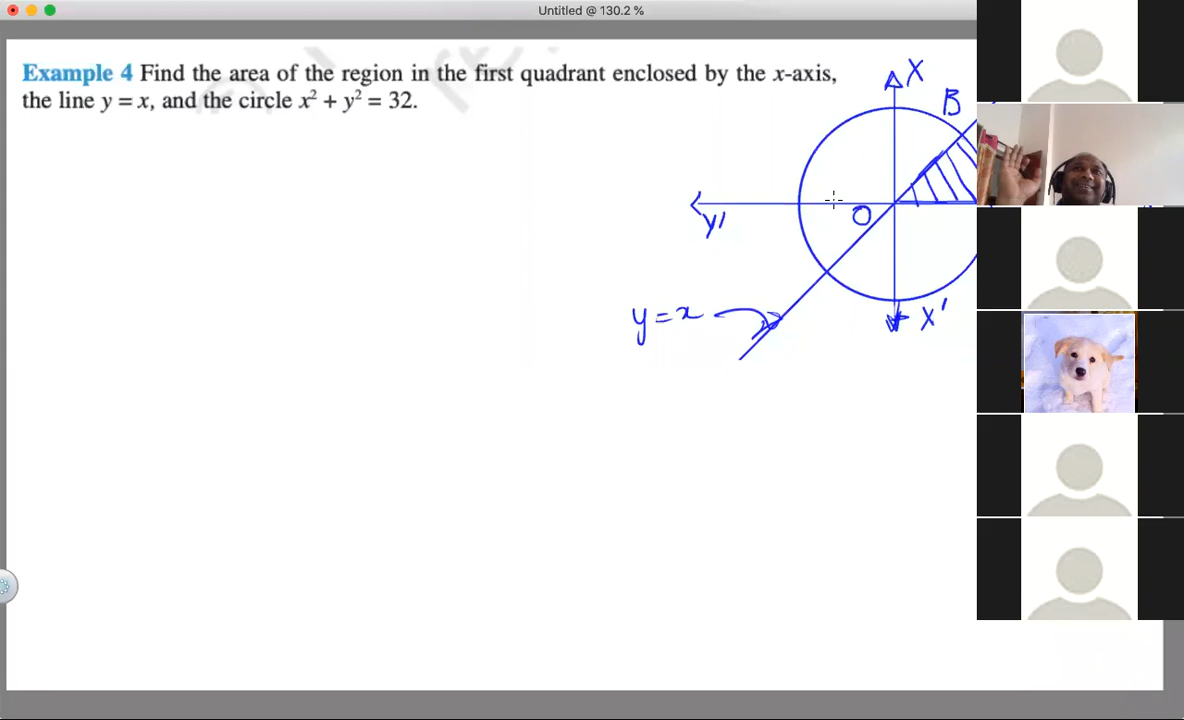 Untitled @ 130.2 %
Example 4 Find the area of the region in the first quadrant enclosed by the x-axis,
the line y = x, and the circle x² + y² = 32.
X
B
O
Y'
y = x
X'